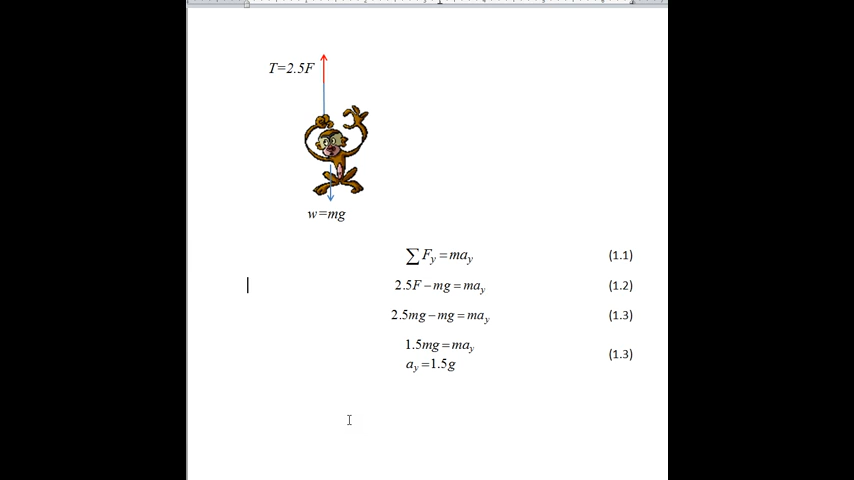 T=2.5F
w=mg
∑F_y = ma_y (1.1)
2.5F − mg = ma_y (1.2)
2.5mg − mg = ma_y (1.3)
1.5mg = ma_y
a_y = 1.5g (1.3)